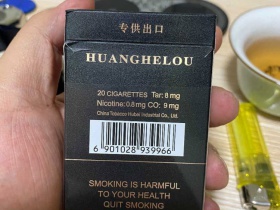 专供出口
HUANGHELOU
20 CIGARETTES Tar: 8 mg
Nicotine: 0.8 mg CO: 9 mg
China Tobacco Hubei Industrial Co., Ltd.
6 901028 939966
SMOKING IS HARMFUL
TO YOUR HEALTH
QUIT SMOKING